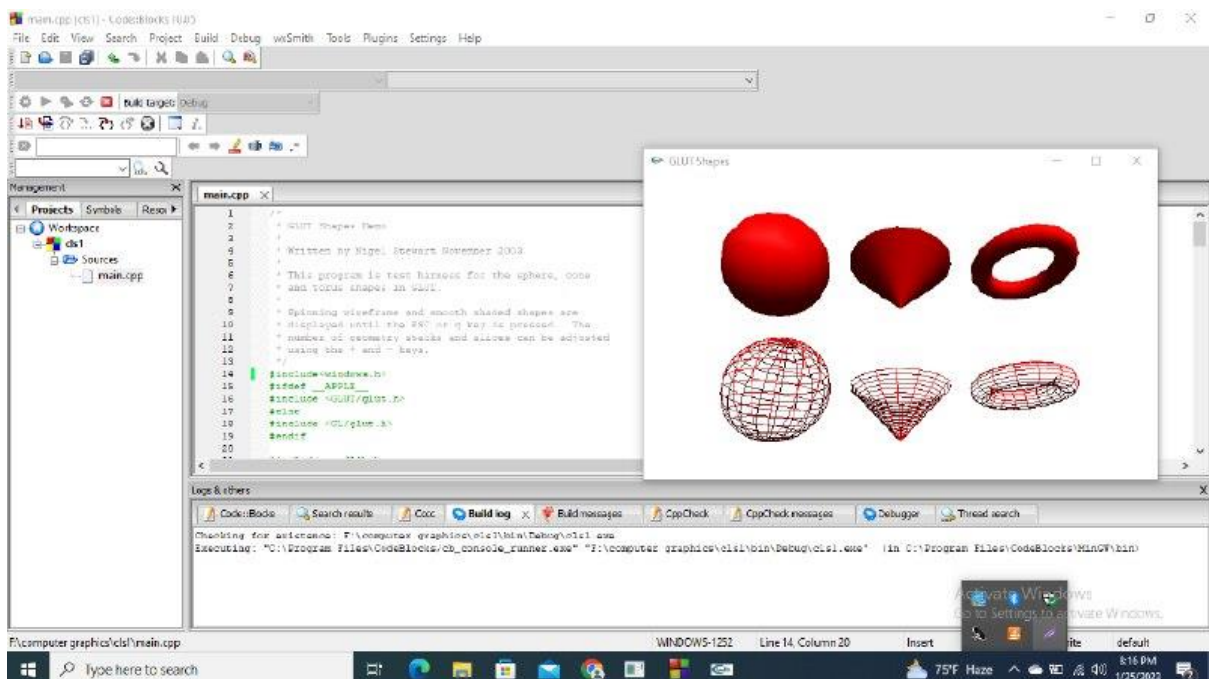 main.cpp [cls1] - Code::Blocks 10.05
File Edit View Search Project Build Debug wxSmith Tools Plugins Settings Help
Build target: Debug
GLUT Shapes
Management
main.cpp
Projects Symbols Resou
Workspace
cls1
Sources
main.cpp
1 /*
2 * GLUT Shapes Demo
3 *
4 * Written by Nigel Stewart November 2003
5 *
6 * This program is test harness for the sphere, cone
7 * and torus shapes in GLUT.
8 *
9 * Spinning wireframe and smooth shaded shapes are
10 * displayed until the ESC or q key is pressed. The
11 * number of geometry stacks and slices can be adjusted
12 * using the + and - keys.
13 */
14 #include<windows.h>
15 #ifdef __APPLE__
16 #include <GLUT/glut.h>
17 #else
18 #include <GL/glut.h>
19 #endif
20
Logs & others
Code::Blocks Search results Cccc Build log Build messages CppCheck CppCheck messages Debugger Thread search
Checking for existence: F:\computer graphics\cls1\bin\Debug\cls1.exe
Executing: "C:\Program Files\CodeBlocks/cb_console_runner.exe" "F:\computer graphics\cls1\bin\Debug\cls1.exe" (in C:\Program Files\CodeBlocks\MinGW\bin)
Activate Windows
Go to Settings to activate Windows.
F:\computer graphics\cls1\main.cpp WINDOWS-1252 Line 14, Column 20 Insert default
Type here to search 75°F Haze 8:16 PM
1/25/2023